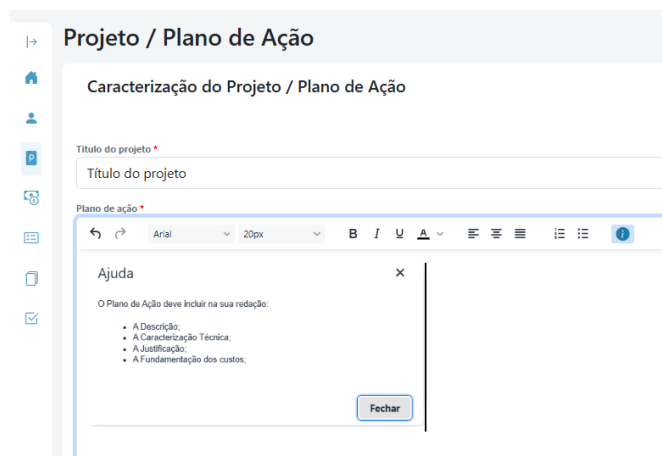 Projeto / Plano de Ação
Caracterização do Projeto / Plano de Ação
Título do projeto *
Título do projeto
Plano de ação *
Arial 20px B I U A
Ajuda
O Plano de Ação deve incluir na sua redação:
A Descrição;
A Caracterização Técnica;
A Justificação;
A Fundamentação dos custos;
Fechar